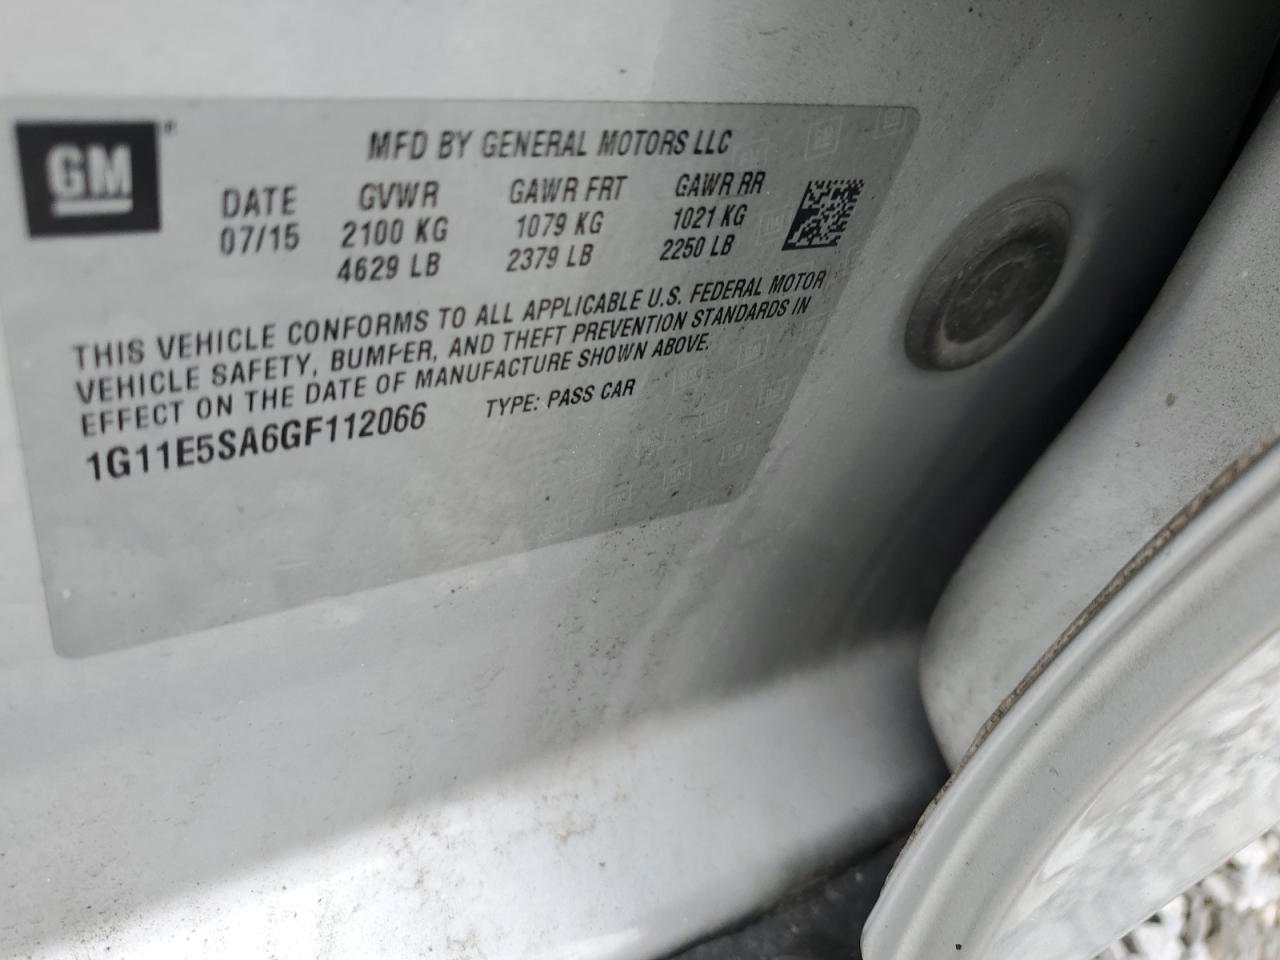 GM
MFD BY GENERAL MOTORS LLC
DATE GVWR GAWR FRT GAWR RR
07/15 2100 KG 1079 KG 1021 KG
4629 LB 2379 LB 2250 LB
THIS VEHICLE CONFORMS TO ALL APPLICABLE U.S. FEDERAL MOTOR
VEHICLE SAFETY, BUMPER, AND THEFT PREVENTION STANDARDS IN
EFFECT ON THE DATE OF MANUFACTURE SHOWN ABOVE.
1G11E5SA6GF112066 TYPE: PASS CAR